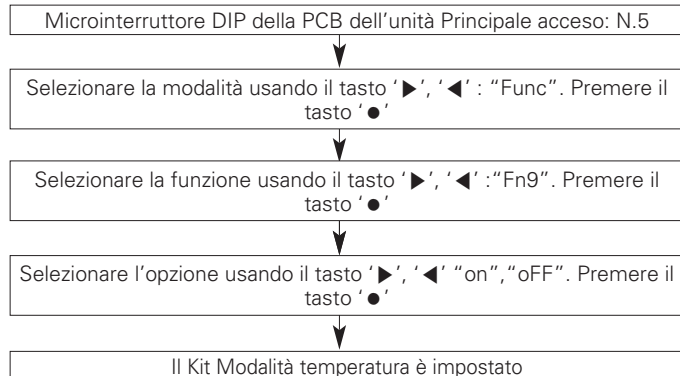 Microinterruttore DIP della PCB dell'unità Principale acceso: N.5
Selezionare la modalità usando il tasto ‘▶’, ‘◀’ : “Func”. Premere il
tasto ‘●’
Selezionare la funzione usando il tasto ‘▶’, ‘◀’ :“Fn9”. Premere il
tasto ‘●’
Selezionare l'opzione usando il tasto ‘▶’, ‘◀’ “on”,“oFF”. Premere il
tasto ‘●’
Il Kit Modalità temperatura è impostato